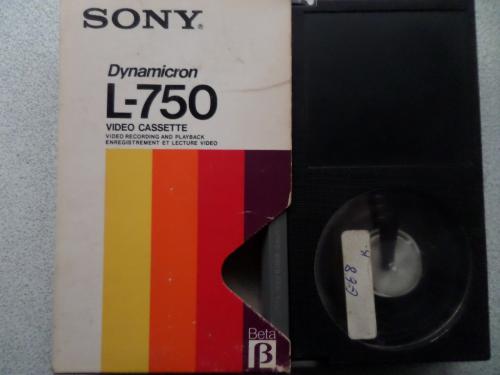 SONY®
Dynamicron
L-750
VIDEO CASSETTE
VIDEO RECORDING AND PLAYBACK
ENREGISTREMENT ET LECTURE VIDEO
Beta
β